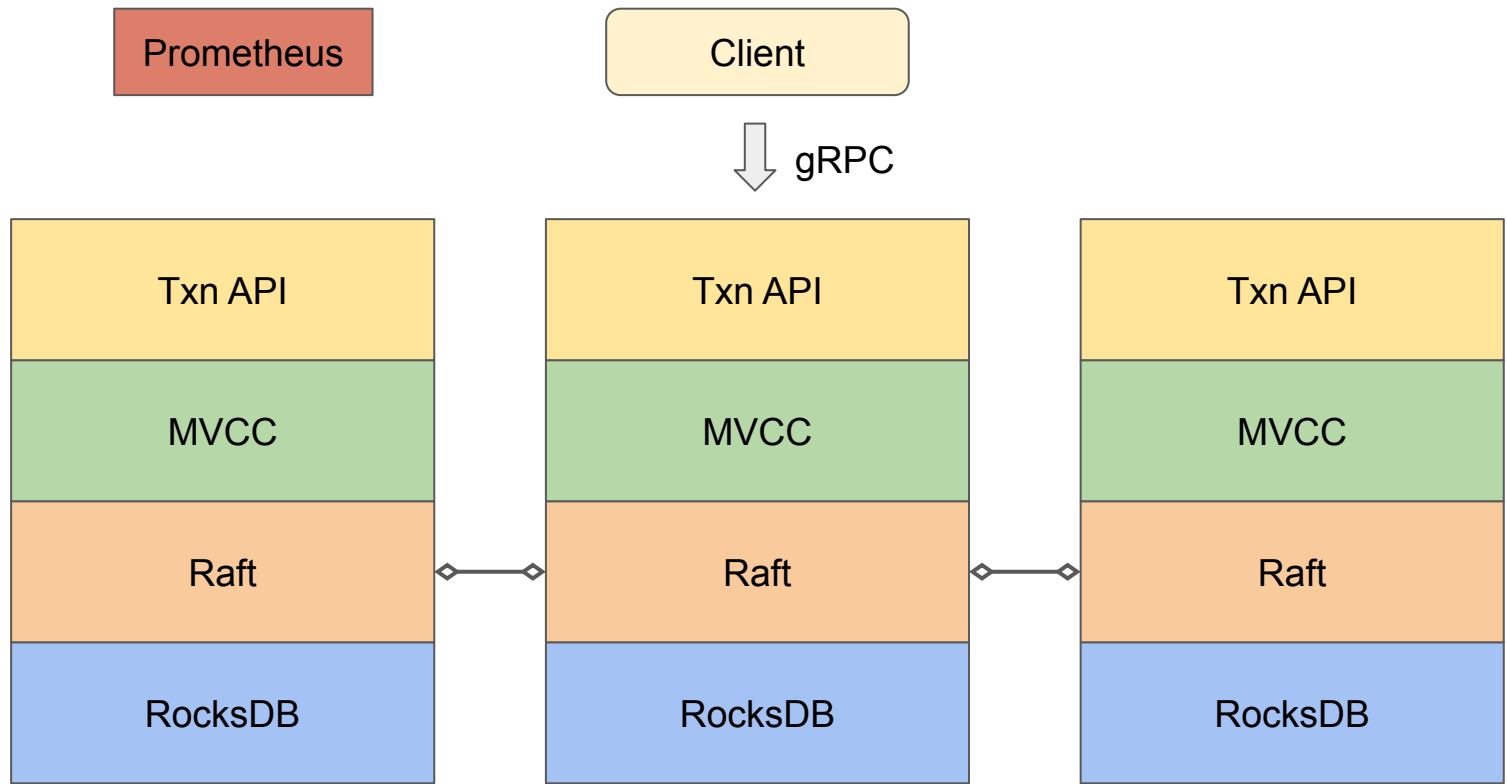 Prometheus
Client
gRPC
Txn API
Txn API
Txn API
MVCC
MVCC
MVCC
Raft
Raft
Raft
RocksDB
RocksDB
RocksDB